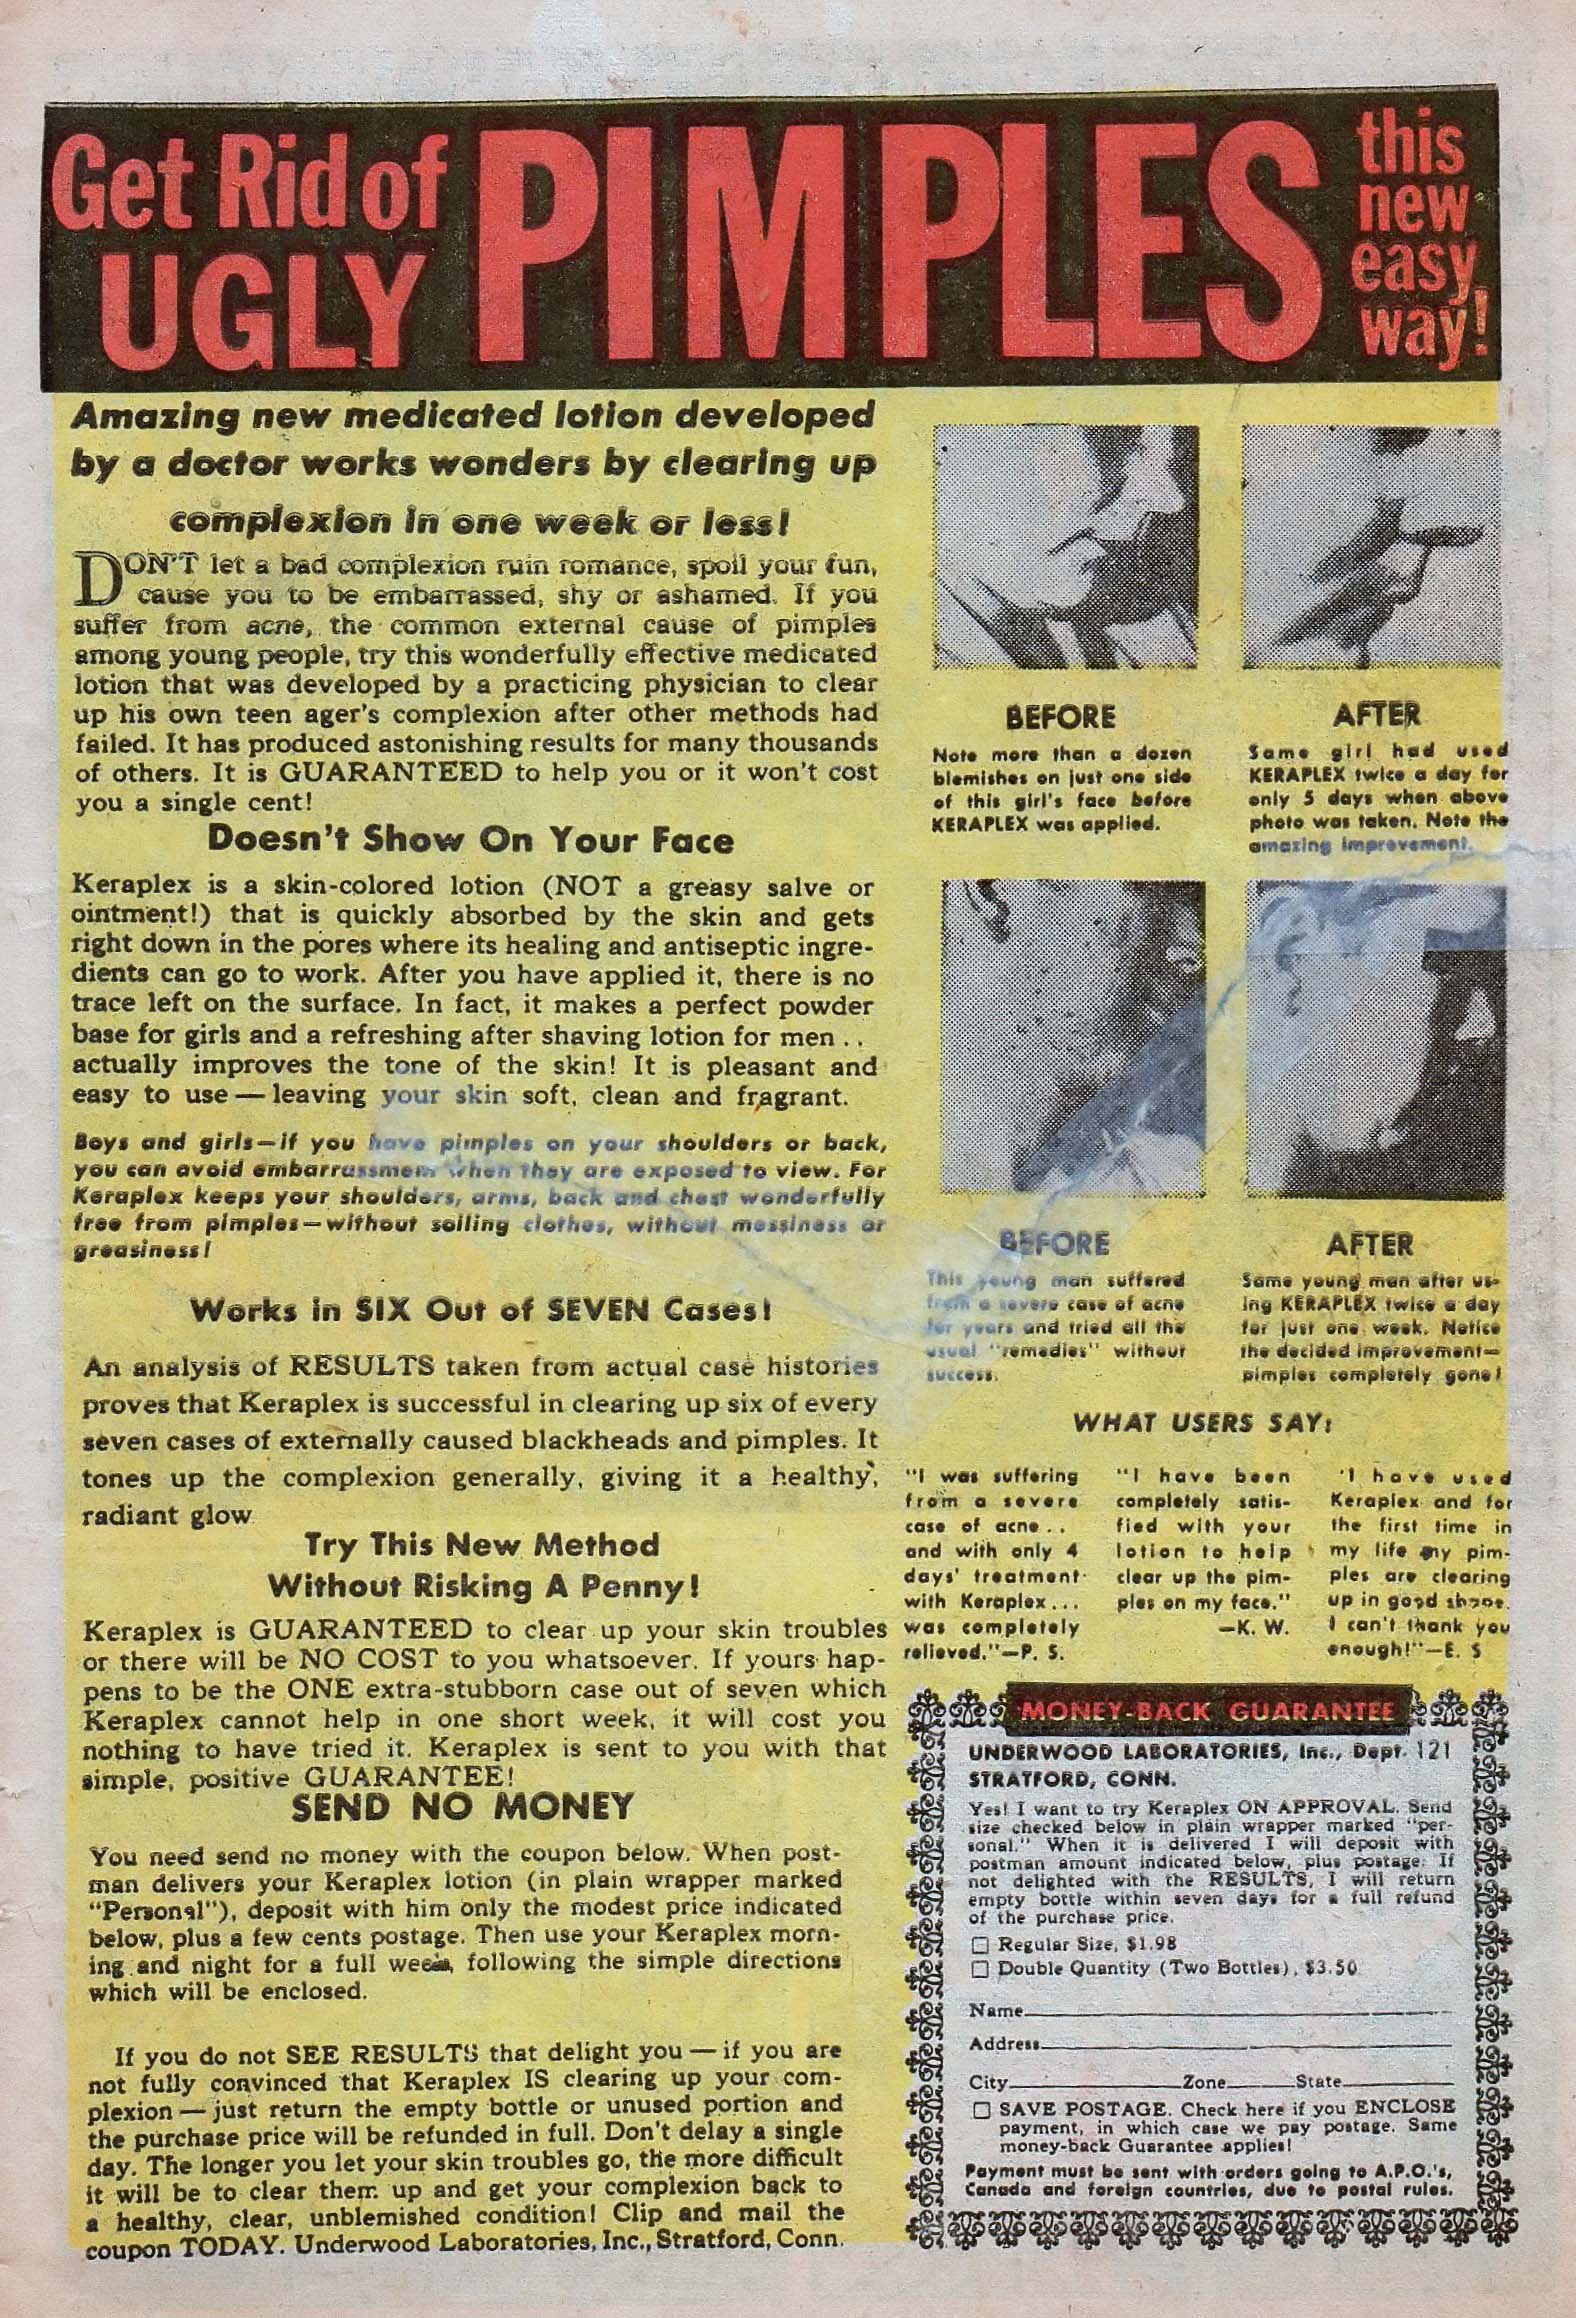 Get Rid of
UGLY
PIMPLES
this
new
easy
way!
Amazing new medicated lotion developed
by a doctor works wonders by clearing up
complexion in one week or less!
DON'T let a bad complexion ruin romance, spoil your fun,
cause you to be embarrassed, shy or ashamed. If you
suffer from acne, the common external cause of pimples
among young people, try this wonderfully effective medicated
lotion that was developed by a practicing physician to clear
up his own teen ager's complexion after other methods had
failed. It has produced astonishing results for many thousands
of others. It is GUARANTEED to help you or it won't cost
you a single cent!
Doesn't Show On Your Face
Keraplex is a skin-colored lotion (NOT a greasy salve or
ointment!) that is quickly absorbed by the skin and gets
right down in the pores where its healing and antiseptic ingre-
dients can go to work. After you have applied it, there is no
trace left on the surface. In fact, it makes a perfect powder
base for girls and a refreshing after shaving lotion for men..
actually improves the tone of the skin! It is pleasant and
easy to use — leaving your skin soft, clean and fragrant.
Boys and girls—if you have pimples on your shoulders or back,
you can avoid embarrassment when they are exposed to view. For
Keraplex keeps your shoulders, arms, back and chest wonderfully
free from pimples—without soiling clothes, without messiness or
greasiness!
Works in SIX Out of SEVEN Cases!
An analysis of RESULTS taken from actual case histories
proves that Keraplex is successful in clearing up six of every
seven cases of externally caused blackheads and pimples. It
tones up the complexion generally, giving it a healthy,
radiant glow
Try This New Method
Without Risking A Penny!
Keraplex is GUARANTEED to clear up your skin troubles
or there will be NO COST to you whatsoever. If yours hap-
pens to be the ONE extra-stubborn case out of seven which
Keraplex cannot help in one short week, it will cost you
nothing to have tried it. Keraplex is sent to you with that
simple, positive GUARANTEE!
SEND NO MONEY
You need send no money with the coupon below. When post-
man delivers your Keraplex lotion (in plain wrapper marked
"Personal"), deposit with him only the modest price indicated
below, plus a few cents postage. Then use your Keraplex morn-
ing and night for a full week, following the simple directions
which will be enclosed.
If you do not SEE RESULTS that delight you — if you are
not fully convinced that Keraplex IS clearing up your com-
plexion — just return the empty bottle or unused portion and
the purchase price will be refunded in full. Don't delay a single
day. The longer you let your skin troubles go, the more difficult
it will be to clear them up and get your complexion back to
a healthy, clear, unblemished condition! Clip and mail the
coupon TODAY. Underwood Laboratories, Inc., Stratford, Conn.
BEFORE
Note more than a dozen
blemishes on just one side
of this girl's face before
KERAPLEX was applied.
AFTER
Same girl had used
KERAPLEX twice a day for
only 5 days when above
photo was taken. Note the
amazing improvement.
BEFORE
This young man suffered
from a severe case of acne
for years and tried all the
usual "remedies" without
success.
AFTER
Same young man after us-
ing KERAPLEX twice a day
for just one week. Notice
the decided improvement—
pimples completely gone!
WHAT USERS SAY:
"I was suffering
from a severe
case of acne..
and with only 4
days' treatment
with Keraplex...
was completely
relieved."—P. S.
"I have been
completely satis-
fied with your
lotion to help
clear up the pim-
ples on my face."
—K. W.
'I have used
Keraplex and for
the first time in
my life my pim-
ples are clearing
up in good shape.
I can't thank you
enough!"—E. S
MONEY-BACK GUARANTEE
UNDERWOOD LABORATORIES, Inc., Dept. 121
STRATFORD, CONN.
Yes! I want to try Keraplex ON APPROVAL. Send
size checked below in plain wrapper marked "per-
sonal." When it is delivered I will deposit with
postman amount indicated below, plus postage. If
not delighted with the RESULTS, I will return
empty bottle within seven days for a full refund
of the purchase price.
Regular Size, $1.98
Double Quantity (Two Bottles), $3.50
Name
Address
City Zone State
SAVE POSTAGE. Check here if you ENCLOSE
payment, in which case we pay postage. Same
money-back Guarantee applies!
Payment must be sent with orders going to A.P.O.'s,
Canada and foreign countries, due to postal rules.